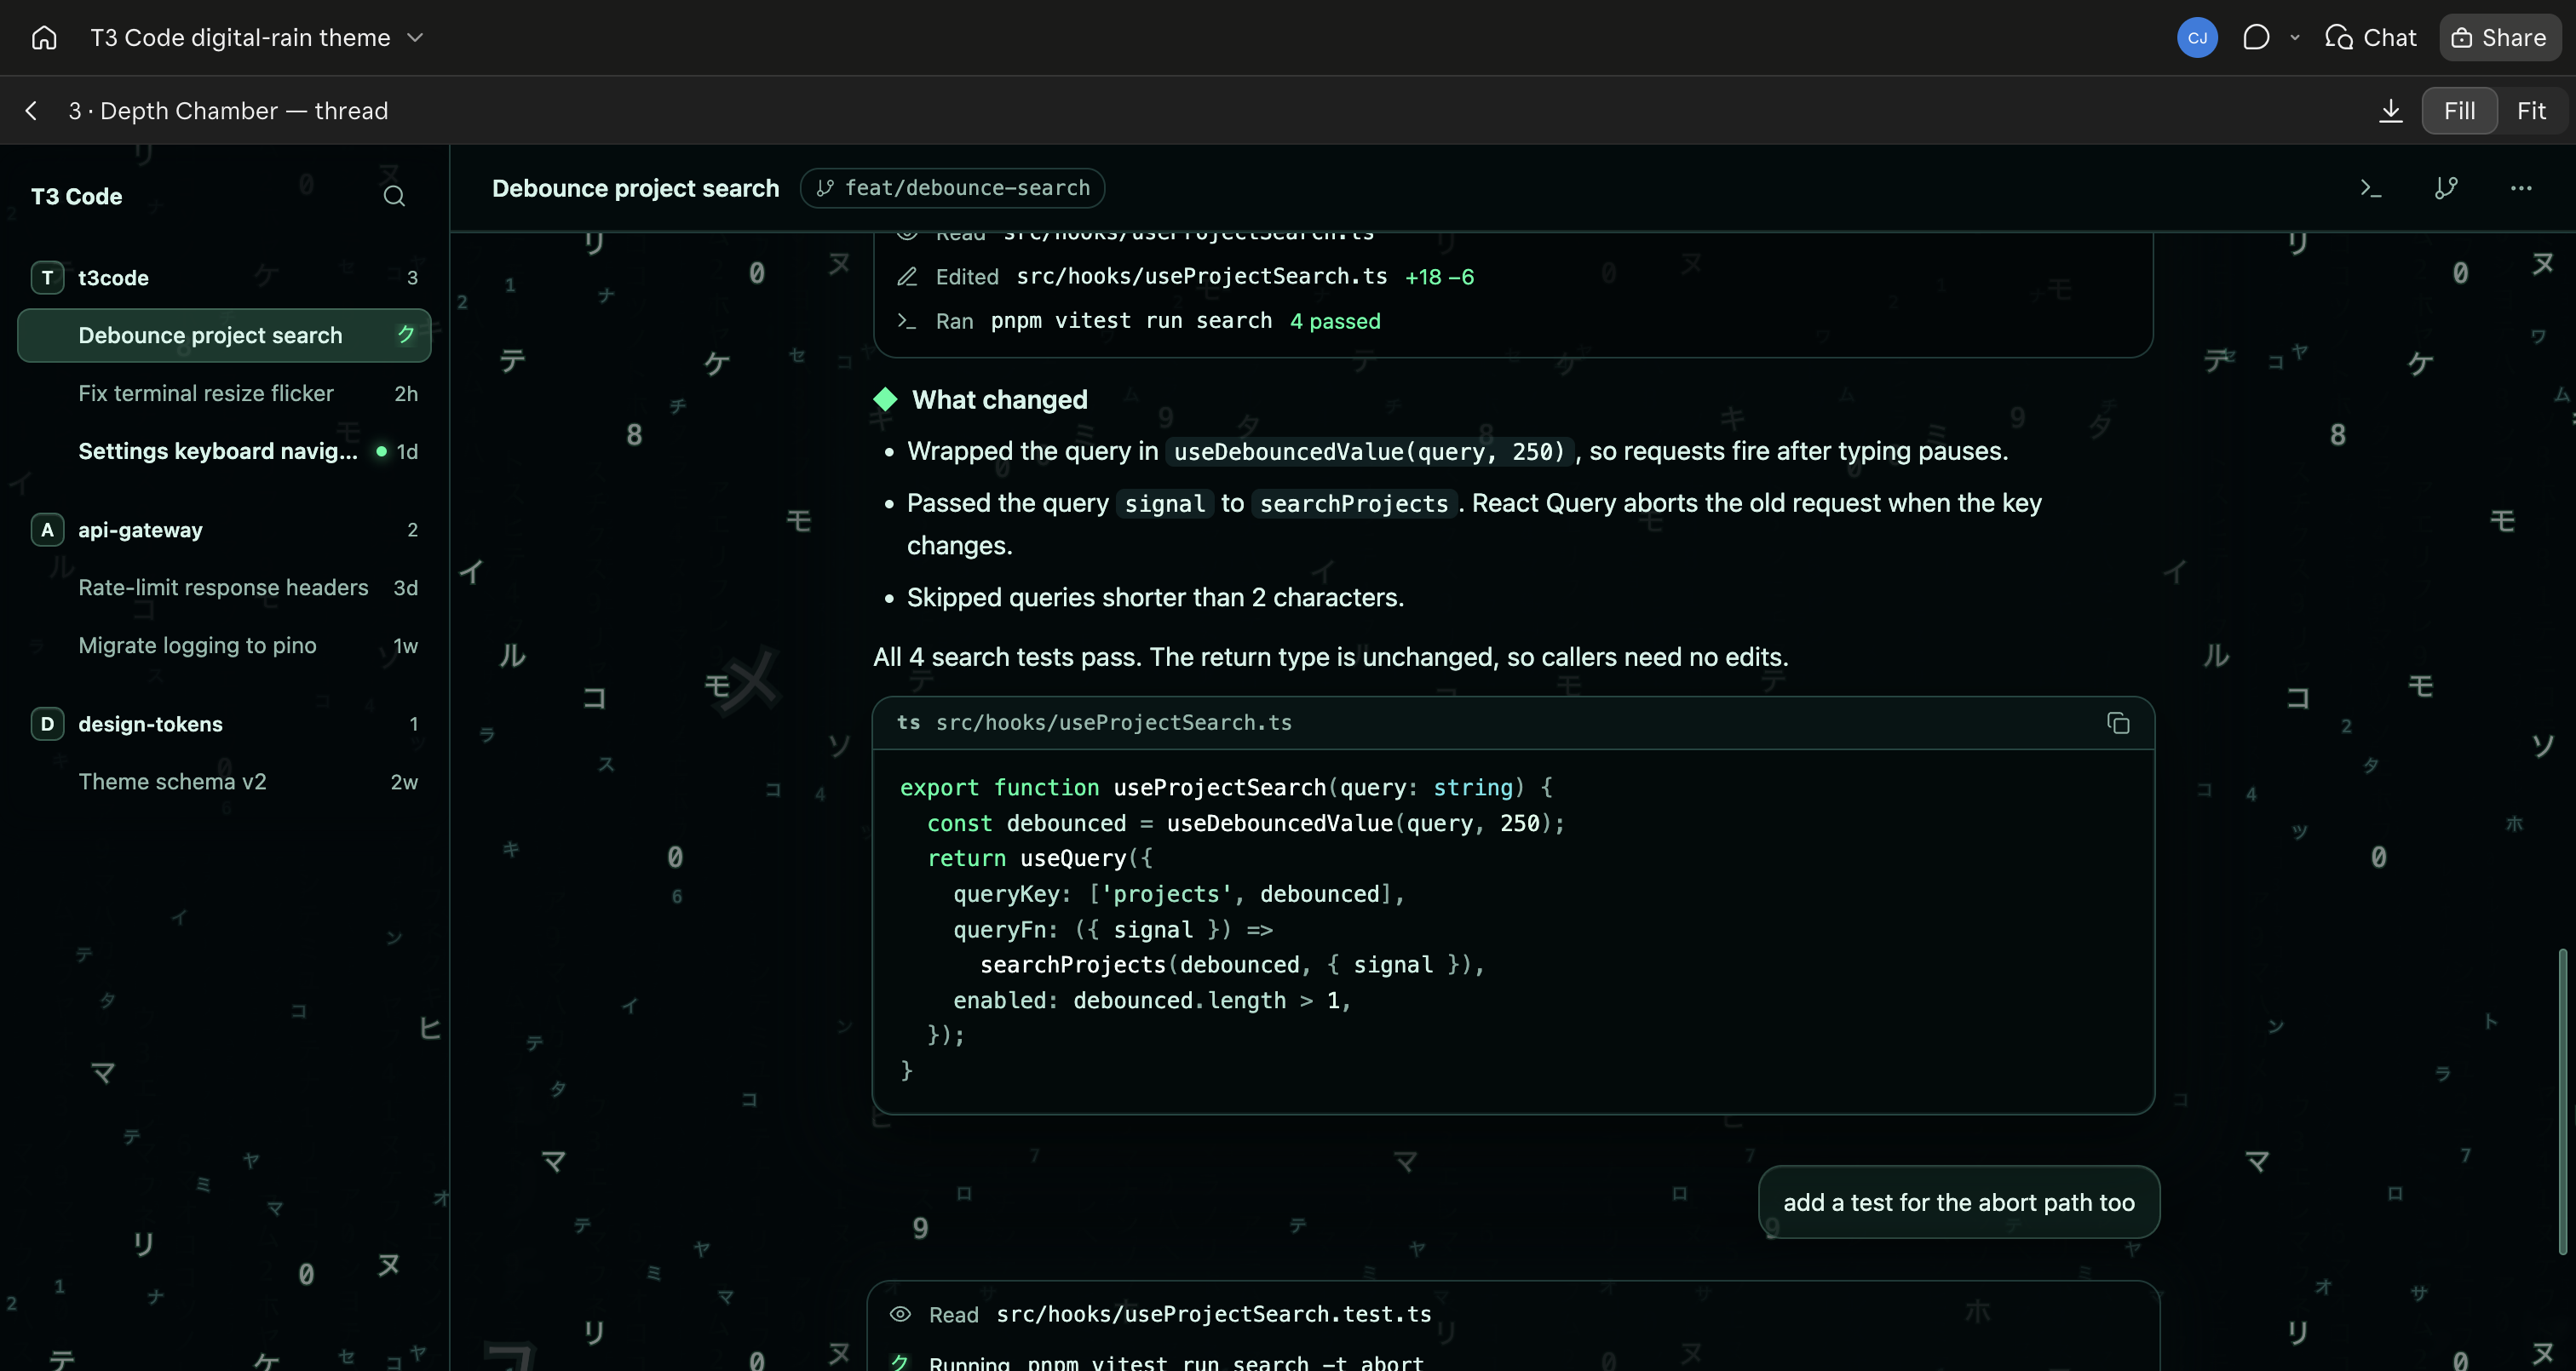 T3 Code digital-rain theme
CJ
Chat
Share
3 · Depth Chamber — thread
Fill
Fit
T3 Code
T t3code 3
Debounce project search ク
Fix terminal resize flicker 2h
Settings keyboard navig... 1d
A api-gateway 2
Rate-limit response headers 3d
Migrate logging to pino 1w
D design-tokens 1
Theme schema v2 2w
Debounce project search feat/debounce-search
Read src/hooks/useProjectSearch.ts
Edited src/hooks/useProjectSearch.ts +18 −6
Ran pnpm vitest run search 4 passed
What changed
• Wrapped the query in useDebouncedValue(query, 250), so requests fire after typing pauses.
• Passed the query signal to searchProjects. React Query aborts the old request when the key
changes.
• Skipped queries shorter than 2 characters.
All 4 search tests pass. The return type is unchanged, so callers need no edits.
ts src/hooks/useProjectSearch.ts
export function useProjectSearch(query: string) {
const debounced = useDebouncedValue(query, 250);
return useQuery({
queryKey: ['projects', debounced],
queryFn: ({ signal }) =>
searchProjects(debounced, { signal }),
enabled: debounced.length > 1,
});
}
add a test for the abort path too
Read src/hooks/useProjectSearch.test.ts
ク Running pnpm vitest run search -t abort